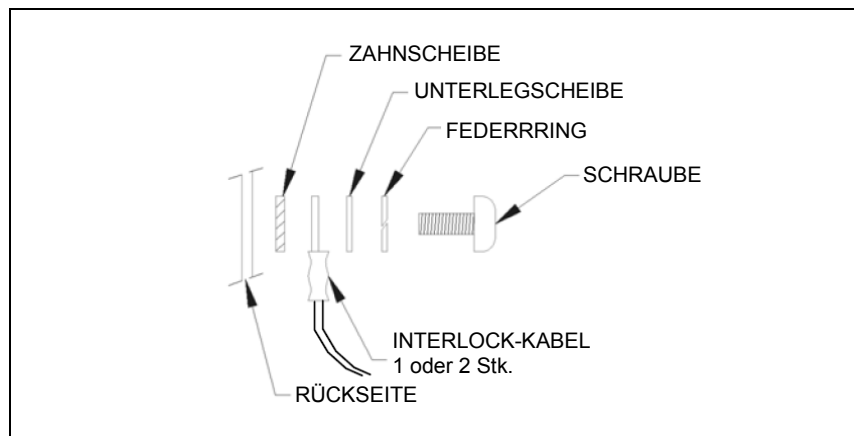 ZAHNSCHEIBE
UNTERLEGSCHEIBE
FEDERRRING
SCHRAUBE
INTERLOCK-KABEL
1 oder 2 Stk.
RÜCKSEITE